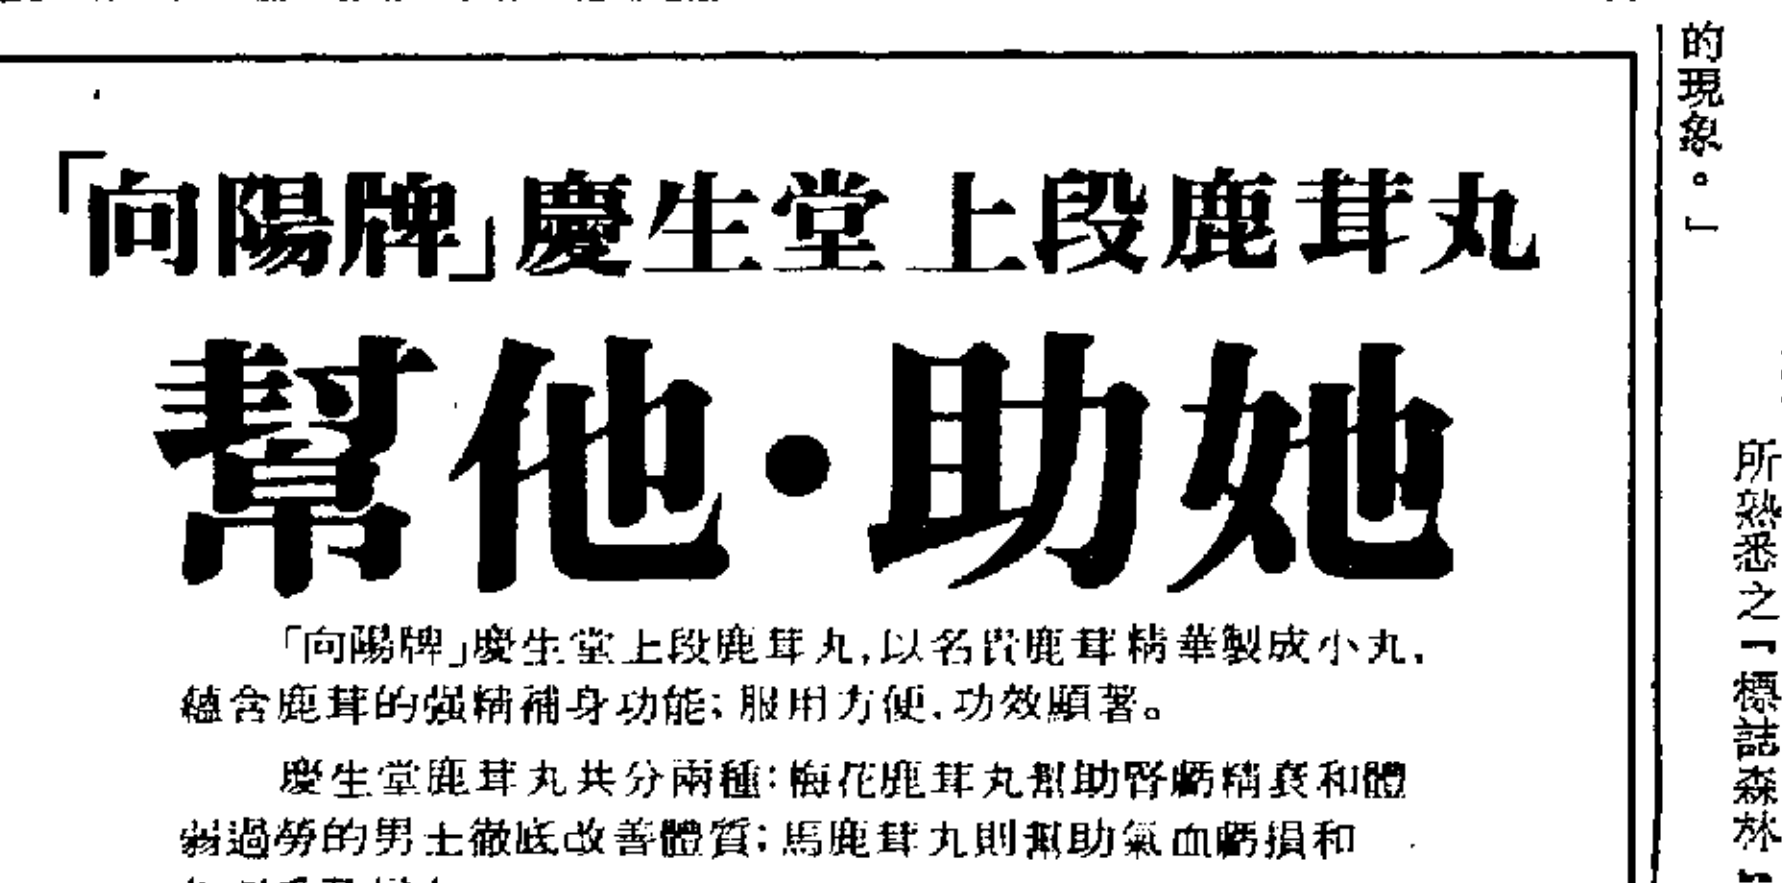 「向陽牌」慶生堂上段鹿茸丸
幫他·助她
「向陽牌」慶生堂上段鹿茸丸,以名貴鹿茸精華製成小丸,
蘊含鹿茸的強精補身功能;服用方便,功效顯著。
慶生堂鹿茸丸共分兩種:梅花鹿茸丸幫助腎虧精衰和體
弱過勞的男士徹底改善體質;馬鹿茸丸則幫助氣血虧損和
的現象。」
所熟悉之『標誌森林